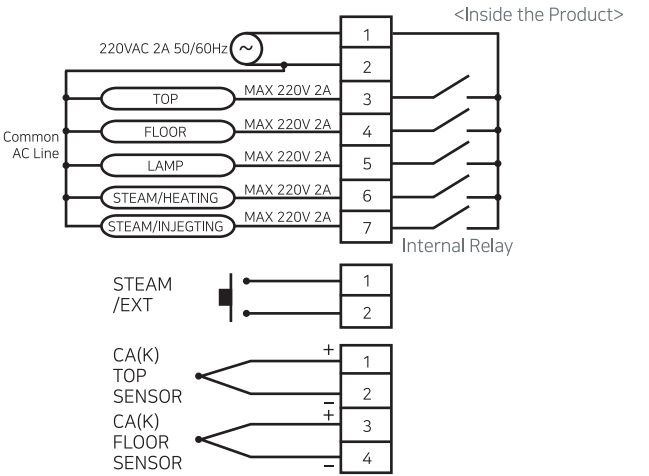 <Inside the Product>
220VAC 2A 50/60Hz
~
1
2
TOP MAX 220V 2A 3
FLOOR MAX 220V 2A 4
Common
AC Line
LAMP MAX 220V 2A 5
STEAM/HEATING MAX 220V 2A 6
STEAM/INJEGTING MAX 220V 2A 7
Internal Relay
STEAM
/EXT
1
2
CA(K)
TOP
SENSOR
+ 1
− 2
CA(K)
FLOOR
SENSOR
+ 3
− 4